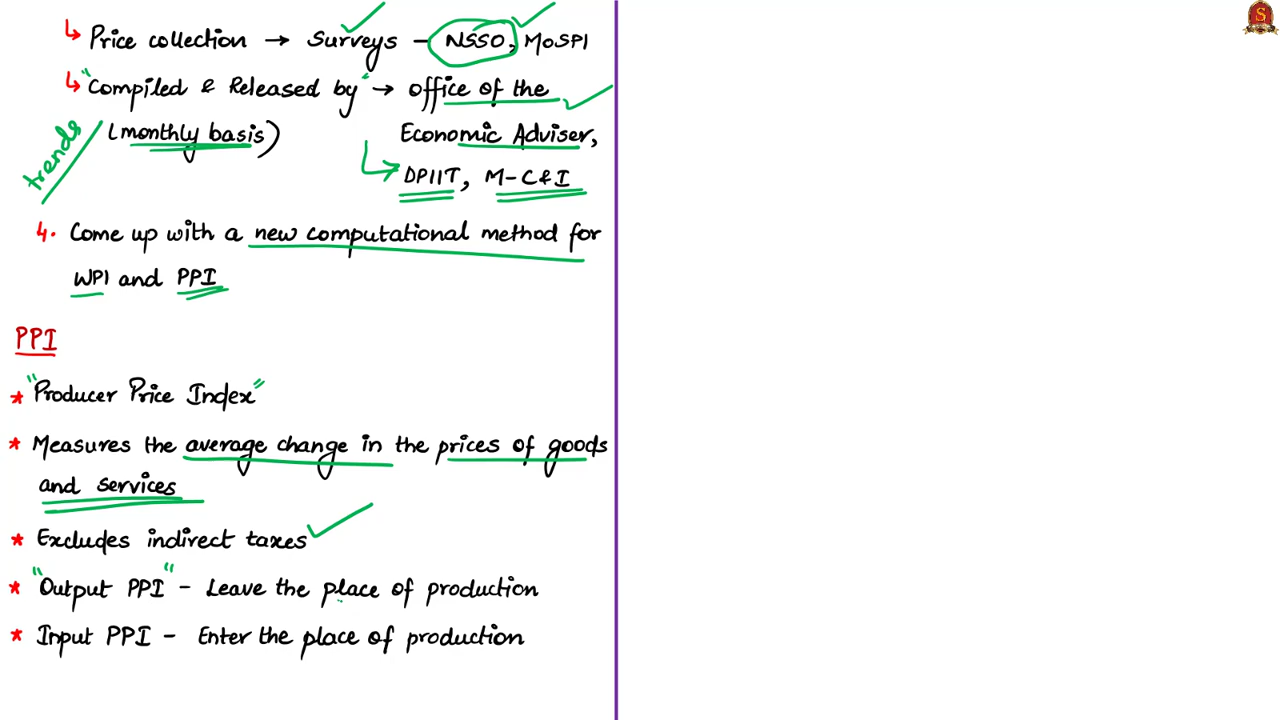 ↳ Price collection → Surveys - NSSO, MoSPI
↳ "Compiled & Released by" → office of the
(monthly basis) Economic Adviser,
trends
↳ DPIIT, M-C&I
4. Come up with a new computational method for
WPI and PPI
PPI
* "Producer Price Index"
* Measures the average change in the prices of goods
and services
* Excludes indirect taxes
* "Output PPI" - Leave the place of production
* Input PPI - Enter the place of production
S